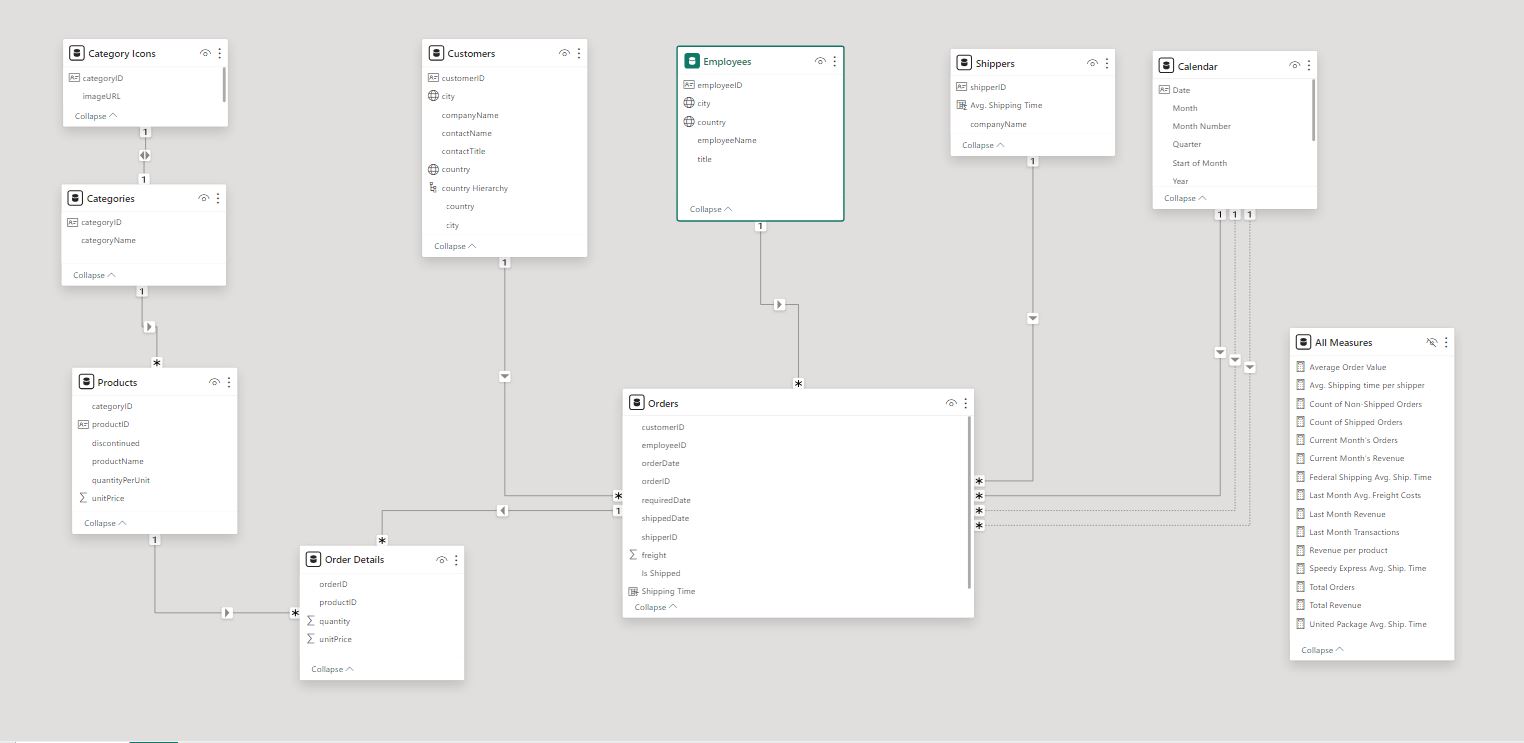 Category Icons
categoryID
imageURL
Collapse
1
1
Categories
categoryID
categoryName
Collapse
1
*
Products
categoryID
productID
discontinued
productName
quantityPerUnit
unitPrice
Collapse
1
*
Order Details
orderID
productID
quantity
unitPrice
Collapse
*
Customers
customerID
city
companyName
contactName
contactTitle
country
country Hierarchy
country
city
Collapse
1
*
1
Employees
employeeID
city
country
employeeName
title
Collapse
1
*
Orders
customerID
employeeID
orderDate
orderID
requiredDate
shippedDate
shipperID
freight
Is Shipped
Shipping Time
Collapse
Shippers
shipperID
Avg. Shipping Time
companyName
Collapse
1
*
*
*
*
Calendar
Date
Month
Month Number
Quarter
Start of Month
Year
Collapse
1 1 1
All Measures
Average Order Value
Avg. Shipping time per shipper
Count of Non-Shipped Orders
Count of Shipped Orders
Current Month's Orders
Current Month's Revenue
Federal Shipping Avg. Ship. Time
Last Month Avg. Freight Costs
Last Month Revenue
Last Month Transactions
Revenue per product
Speedy Express Avg. Ship. Time
Total Orders
Total Revenue
United Package Avg. Ship. Time
Collapse